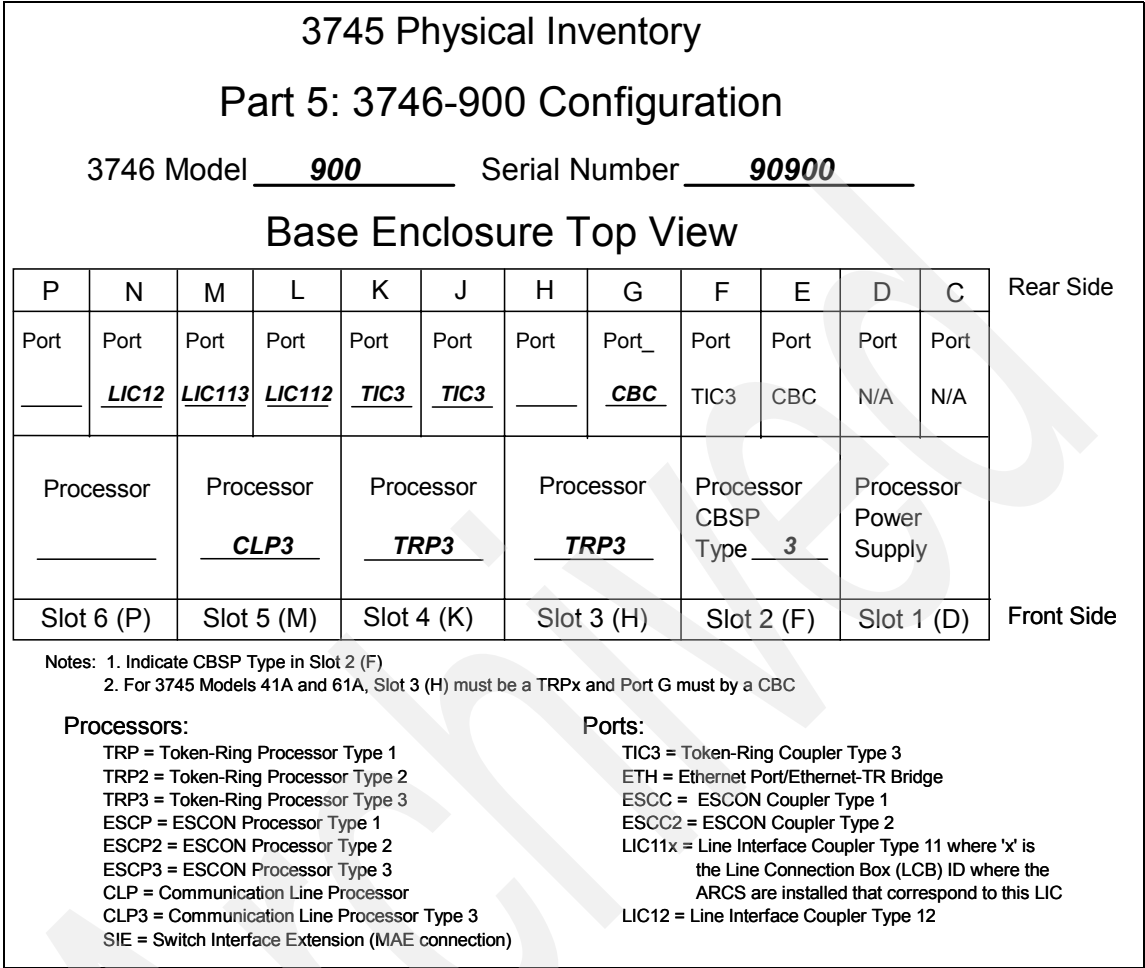 3745 Physical Inventory
Part 5: 3746-900 Configuration
3746 Model 900 Serial Number 90900
Base Enclosure Top View
P N M L K J H G F E D C Rear Side
Port Port Port Port Port Port Port Port_ Port Port Port Port
LIC12 LIC113 LIC112 TIC3 TIC3 CBC TIC3 CBC N/A N/A
Processor Processor Processor Processor Processor Processor
CBSP Power
CLP3 TRP3 TRP3 Type 3 Supply
Slot 6 (P) Slot 5 (M) Slot 4 (K) Slot 3 (H) Slot 2 (F) Slot 1 (D) Front Side
Notes: 1. Indicate CBSP Type in Slot 2 (F)
2. For 3745 Models 41A and 61A, Slot 3 (H) must be a TRPx and Port G must by a CBC
Processors:
TRP = Token-Ring Processor Type 1
TRP2 = Token-Ring Processor Type 2
TRP3 = Token-Ring Processor Type 3
ESCP = ESCON Processor Type 1
ESCP2 = ESCON Processor Type 2
ESCP3 = ESCON Processor Type 3
CLP = Communication Line Processor
CLP3 = Communication Line Processor Type 3
SIE = Switch Interface Extension (MAE connection)
Ports:
TIC3 = Token-Ring Coupler Type 3
ETH = Ethernet Port/Ethernet-TR Bridge
ESCC = ESCON Coupler Type 1
ESCC2 = ESCON Coupler Type 2
LIC11x = Line Interface Coupler Type 11 where 'x' is
the Line Connection Box (LCB) ID where the
ARCS are installed that correspond to this LIC
LIC12 = Line Interface Coupler Type 12
Archived